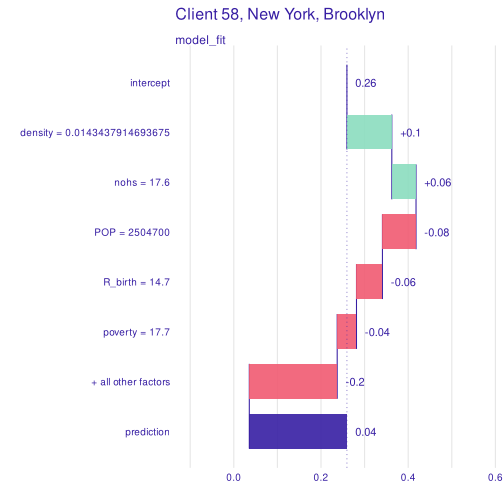 Client 58, New York, Brooklyn
model_fit
intercept 0.26
density = 0.0143437914693675 +0.1
nohs = 17.6 +0.06
POP = 2504700 -0.08
R_birth = 14.7 -0.06
poverty = 17.7 -0.04
+ all other factors -0.2
prediction 0.04
0.0 0.2 0.4 0.6